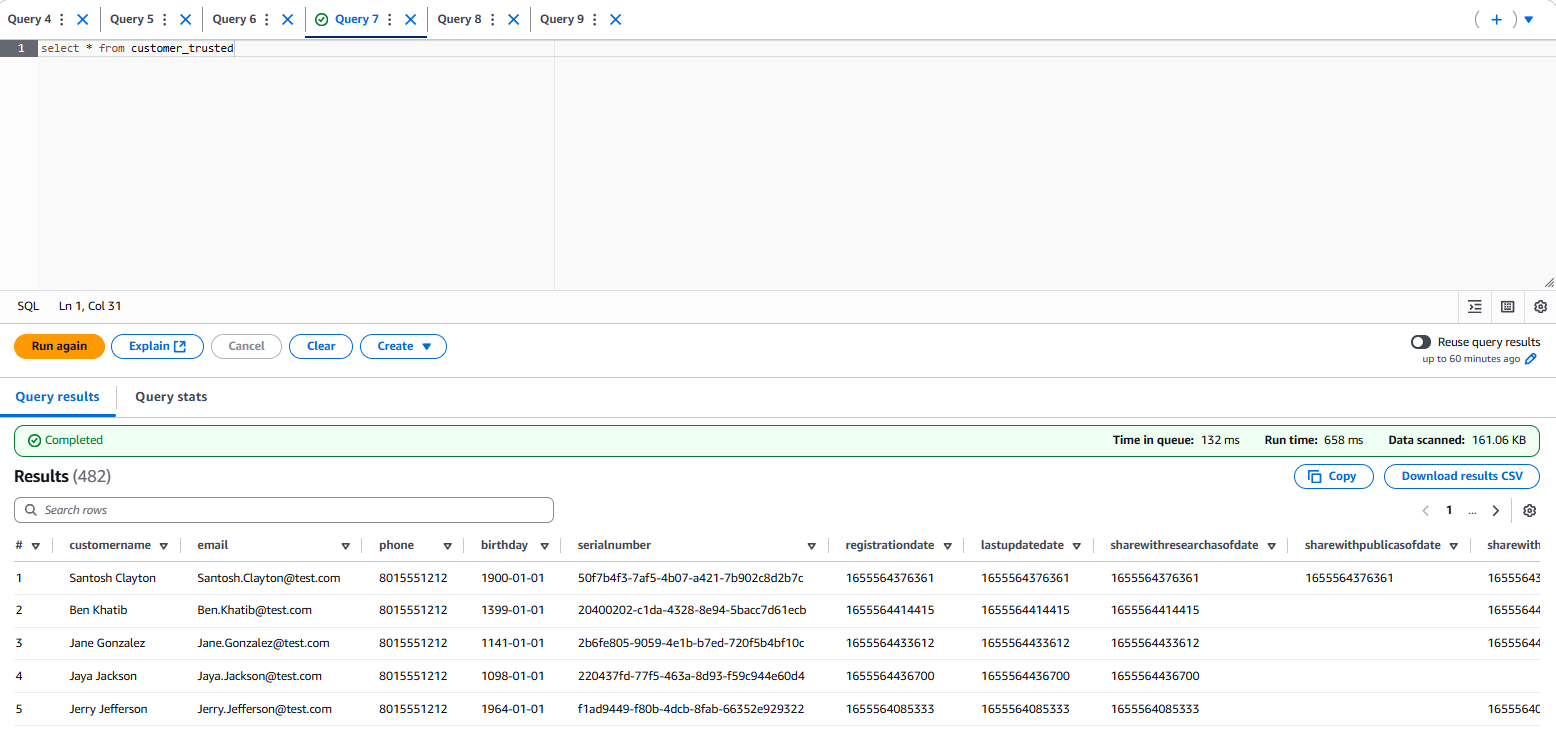 Query 4 Query 5 Query 6 Query 7 Query 8 Query 9
1 select * from customer_trusted
SQL Ln 1, Col 31
Run again Explain Cancel Clear Create Reuse query results
up to 60 minutes ago
Query results Query stats
Completed Time in queue: 132 ms Run time: 658 ms Data scanned: 161.06 KB
Results (482) Copy Download results CSV
Search rows 1 ...
# customername email phone birthday serialnumber registrationdate lastupdatedate sharewithresearchasofdate sharewithpublicasofdate sharewith
1 Santosh Clayton Santosh.Clayton@test.com 8015551212 1900-01-01 50f7b4f3-7af5-4b07-a421-7b902c8d2b7c 1655564376361 1655564376361 1655564376361 1655564376361 16555643
2 Ben Khatib Ben.Khatib@test.com 8015551212 1399-01-01 20400202-c1da-4328-8e94-5bacc7d61ecb 1655564414415 1655564414415 1655564414415 16555644
3 Jane Gonzalez Jane.Gonzalez@test.com 8015551212 1141-01-01 2b6fe805-9059-4e1b-b7ed-720f5b4bf10c 1655564433612 1655564433612 1655564433612 16555644
4 Jaya Jackson Jaya.Jackson@test.com 8015551212 1098-01-01 220437fd-77f5-463a-8d93-f59c944e60d4 1655564436700 1655564436700 1655564436700
5 Jerry Jefferson Jerry.Jefferson@test.com 8015551212 1964-01-01 f1ad9449-f80b-4dcb-8fab-66352e929322 1655564085333 1655564085333 1655564085333 16555640